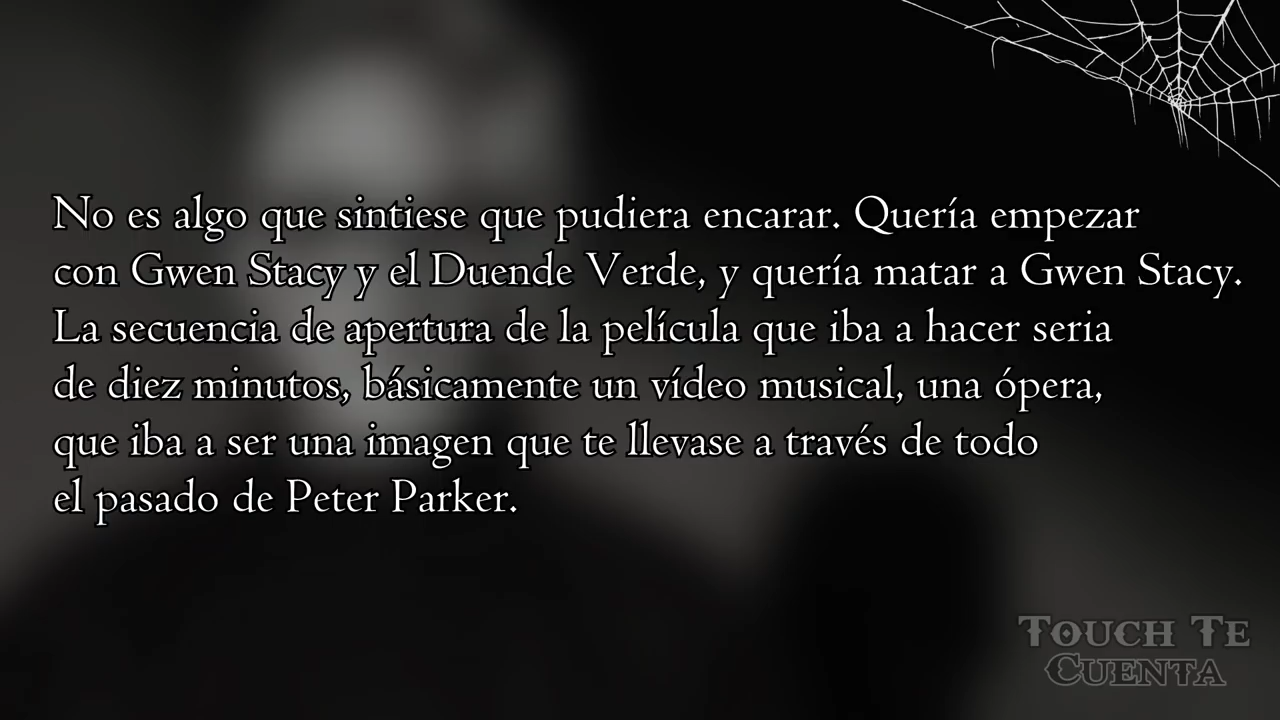 No es algo que sintiese que pudiera encarar. Quería empezar
con Gwen Stacy y el Duende Verde, y quería matar a Gwen Stacy.
La secuencia de apertura de la película que iba a hacer seria
de diez minutos, básicamente un vídeo musical, una ópera,
que iba a ser una imagen que te llevase a través de todo
el pasado de Peter Parker.
Touch Te
Cuenta